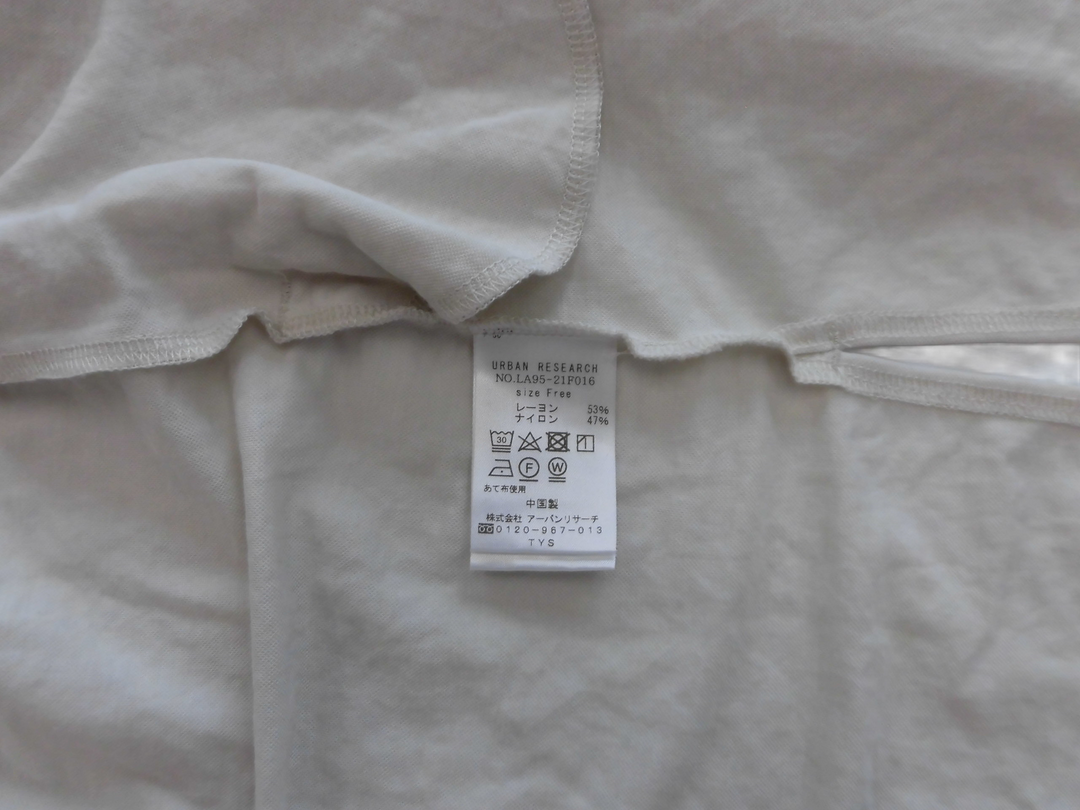 URBAN RESEARCH
NO.LA95-21F016
size Free
レーヨン 53%
ナイロン 47%
30
F W
あて布使用
中国製
株式会社 アーバンリサーチ
0120-967-013
TYS